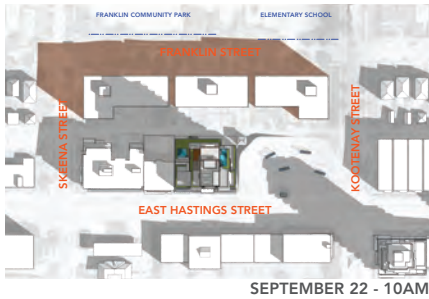 FRANKLIN COMMUNITY PARK
ELEMENTARY SCHOOL
FRANKLIN STREET
SKEENA STREET
KOOTENAY STREET
EAST HASTINGS STREET
SEPTEMBER 22 - 10AM